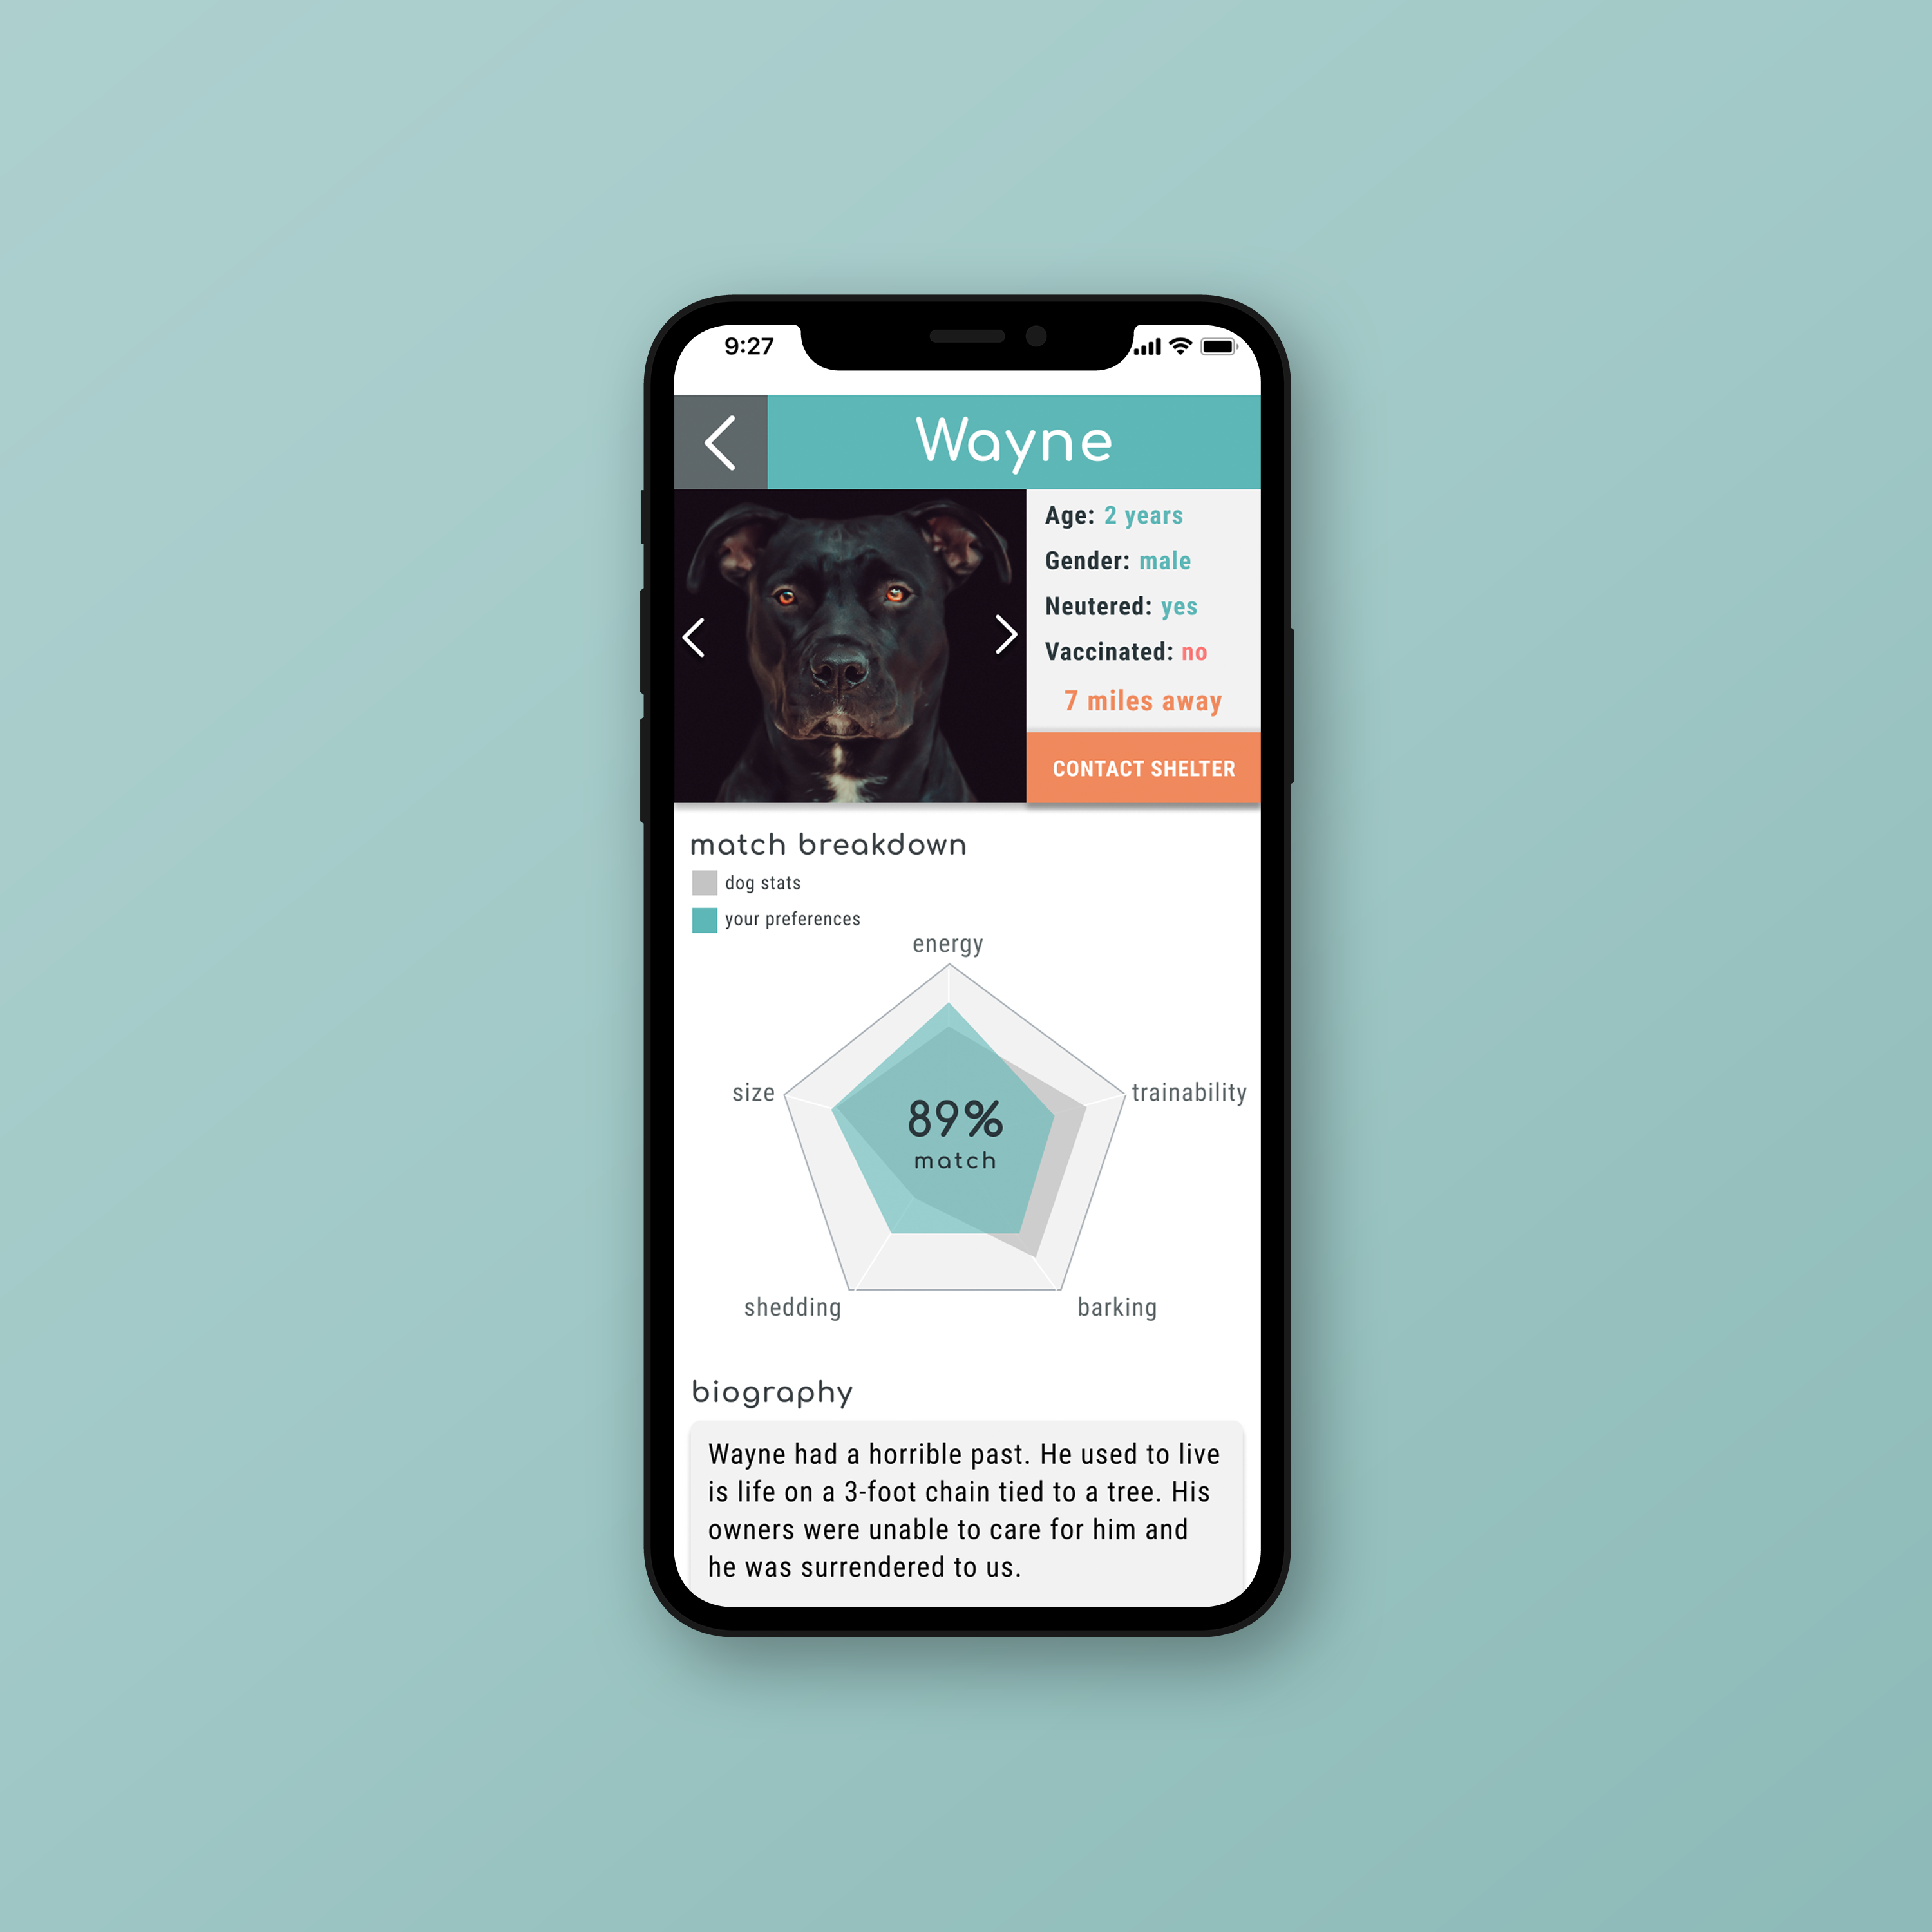 9:27
Wayne
Age: 2 years
Gender: male
Neutered: yes
Vaccinated: no
7 miles away
CONTACT SHELTER
match breakdown
dog stats
your preferences
energy
size
trainability
89%
match
shedding
barking
biography
Wayne had a horrible past. He used to live
is life on a 3-foot chain tied to a tree. His
owners were unable to care for him and
he was surrendered to us.